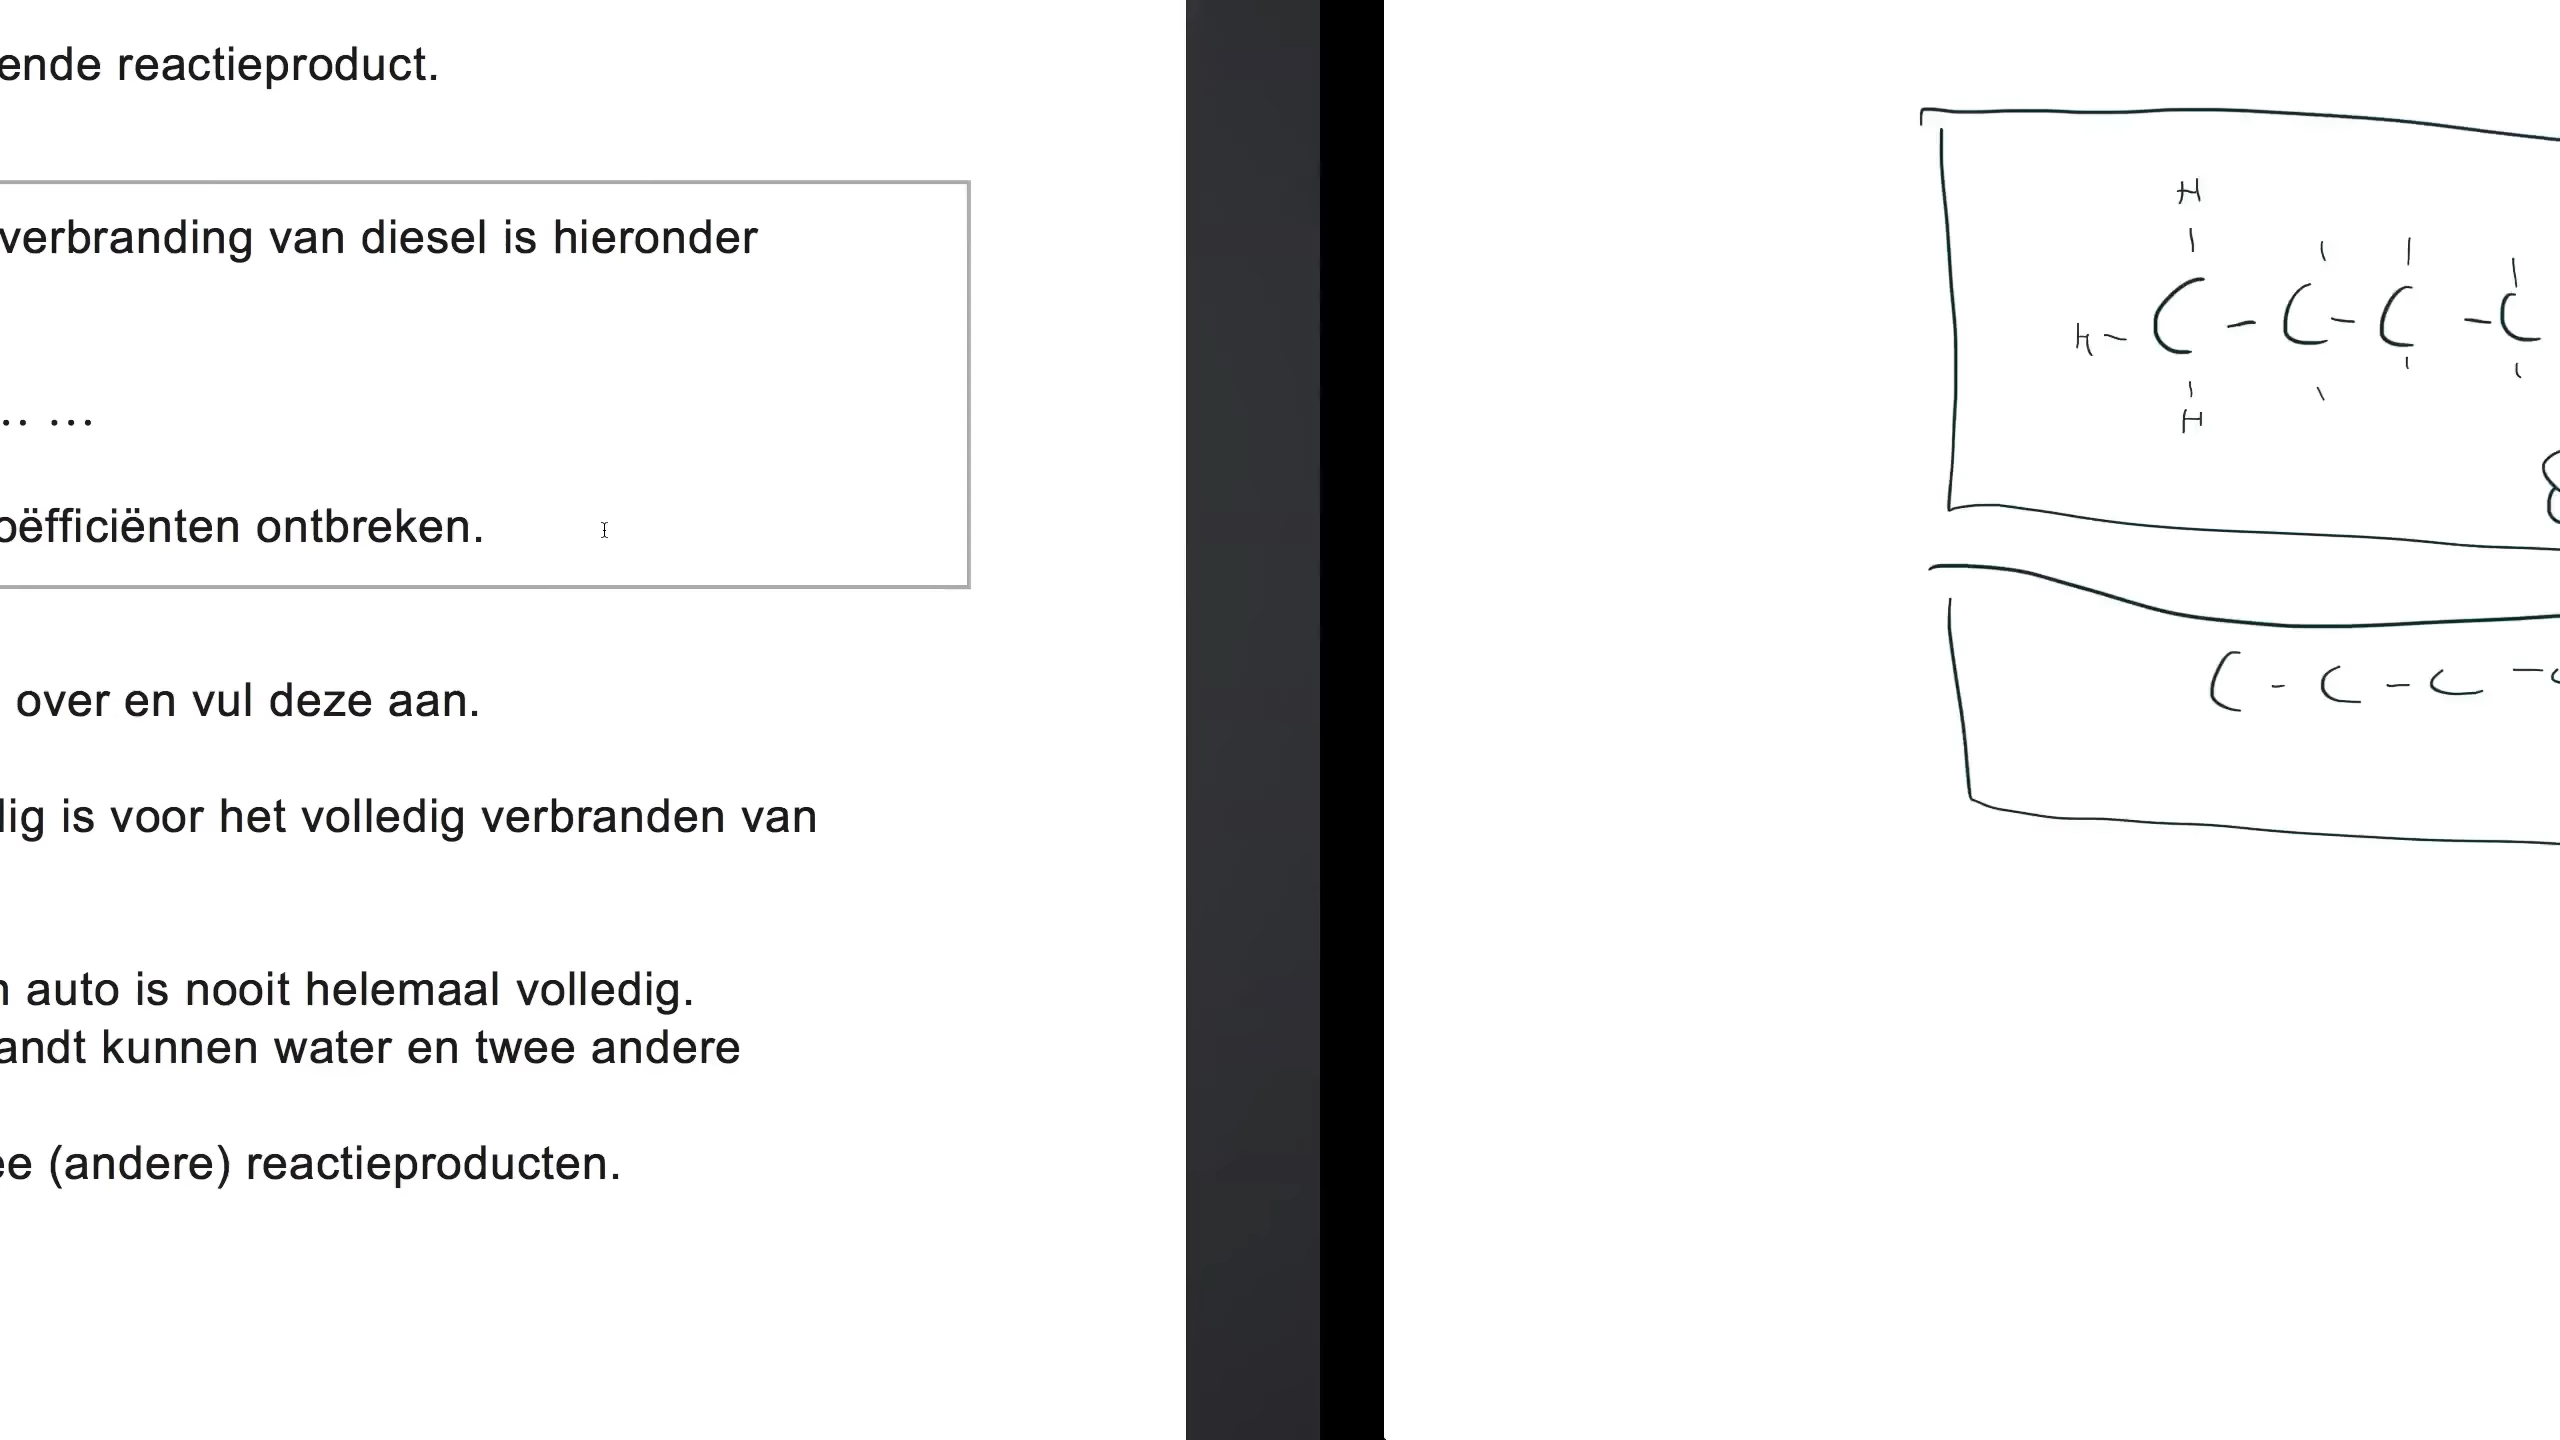 ende reactieproduct.
verbranding van diesel is hieronder
.. ...
oëfficiënten ontbreken.
over en vul deze aan.
dig is voor het volledig verbranden van
n auto is nooit helemaal volledig.
andt kunnen water en twee andere
ee (andere) reactieproducten.
H
H - C - C - C - C
H
8
C - C - C - C